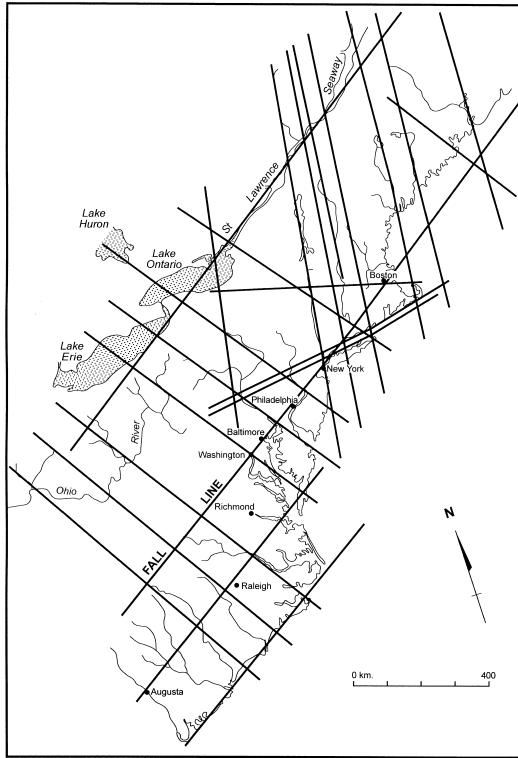 Seaway
Lawrence
St
Lake
Huron
Lake
Ontario
Boston
Lake
Erie
New York
Philadelphia
River
Baltimore
Washington
Ohio
LINE
Richmond
N
FALL
Raleigh
0 km.
400
Augusta